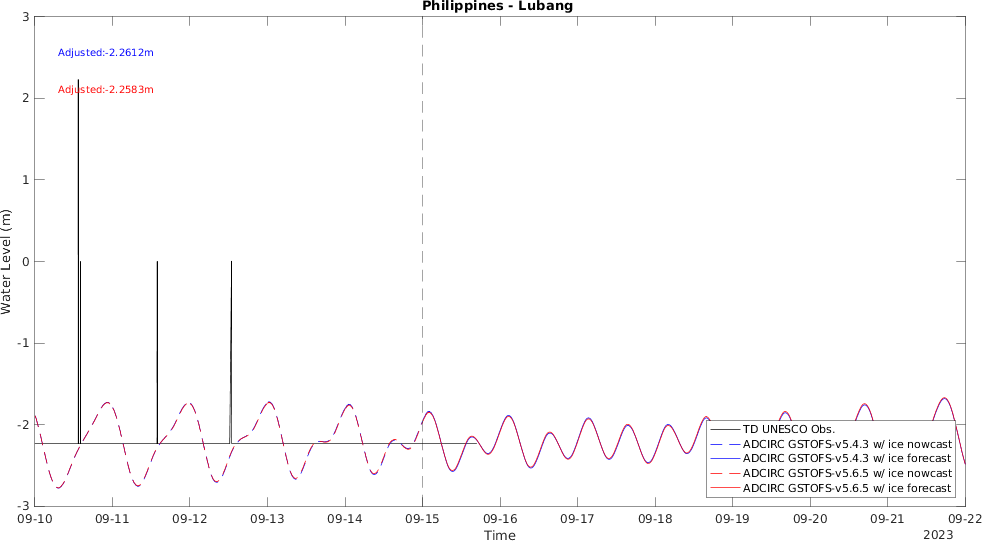 Philippines - Lubang
Adjusted:-2.2612m
Adjusted:-2.2583m
Water Level (m)
3
2
1
0
-1
-2
-3
TD UNESCO Obs.
ADCIRC GSTOFS-v5.4.3 w/ ice nowcast
ADCIRC GSTOFS-v5.4.3 w/ ice forecast
ADCIRC GSTOFS-v5.6.5 w/ ice nowcast
ADCIRC GSTOFS-v5.6.5 w/ ice forecast
09-10 09-11 09-12 09-13 09-14 09-15 09-16 09-17 09-18 09-19 09-20 09-21 09-22
Time
2023